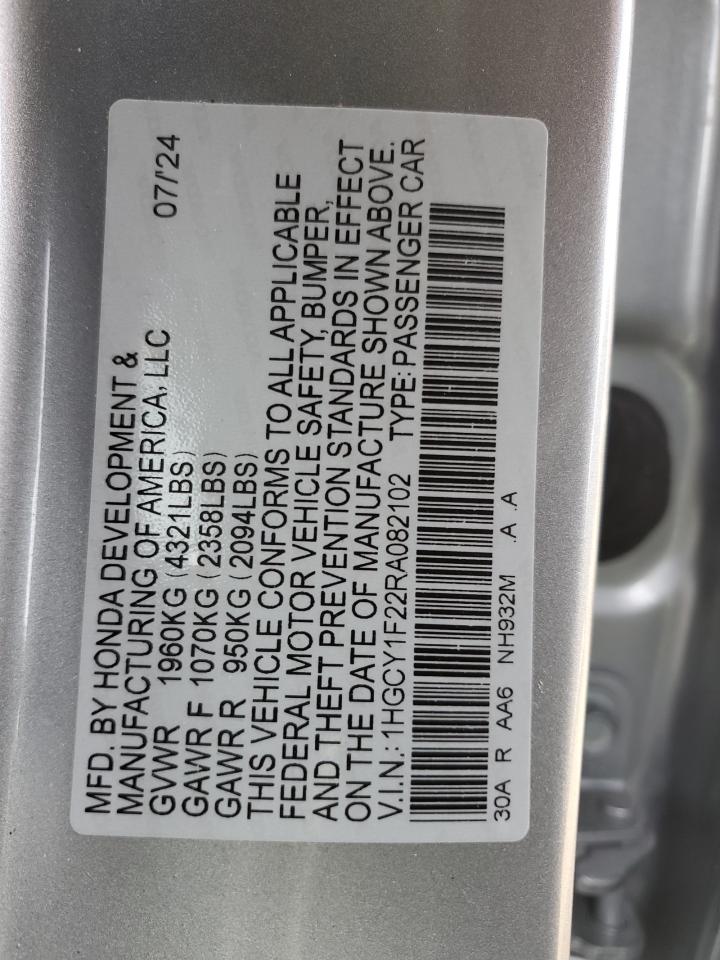 MFD. BY HONDA DEVELOPMENT &
MANUFACTURING OF AMERICA, LLC
GVWR 1960KG (4321LBS) 07/'24
GAWR F 1070KG (2358LBS)
GAWR R 950KG (2094LBS)
THIS VEHICLE CONFORMS TO ALL APPLICABLE
FEDERAL MOTOR VEHICLE SAFETY, BUMPER,
AND THEFT PREVENTION STANDARDS IN EFFECT
ON THE DATE OF MANUFACTURE SHOWN ABOVE.
V.I.N.: 1HGCY1F22RA082102 TYPE: PASSENGER CAR
30A R AA6 NH932M .A .A